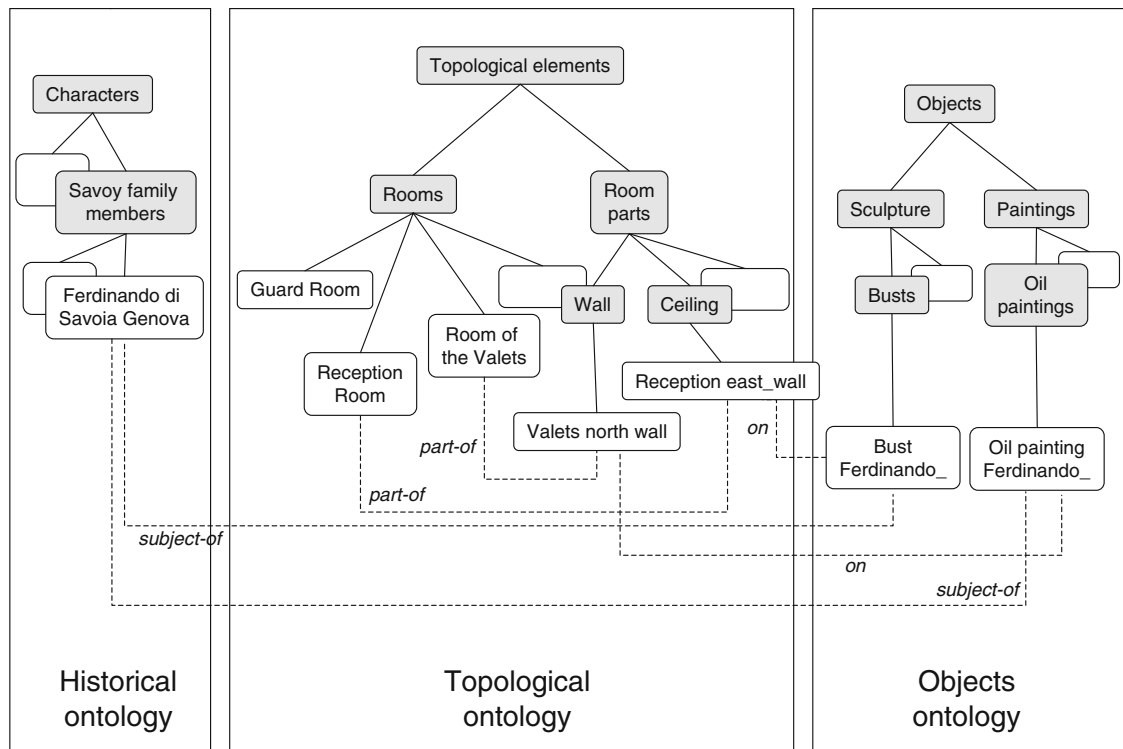 Characters
Savoy family
members
Ferdinando di
Savoia Genova
subject-of
Historical
ontology
Topological elements
Rooms
Room
parts
Guard Room
Wall
Ceiling
Room of
the Valets
Reception
Room
Reception east_wall
Valets north wall
part-of
part-of
on
Topological
ontology
Objects
Sculpture
Paintings
Busts
Oil
paintings
Bust
Ferdinando_
Oil painting
Ferdinando_
on
subject-of
Objects
ontology